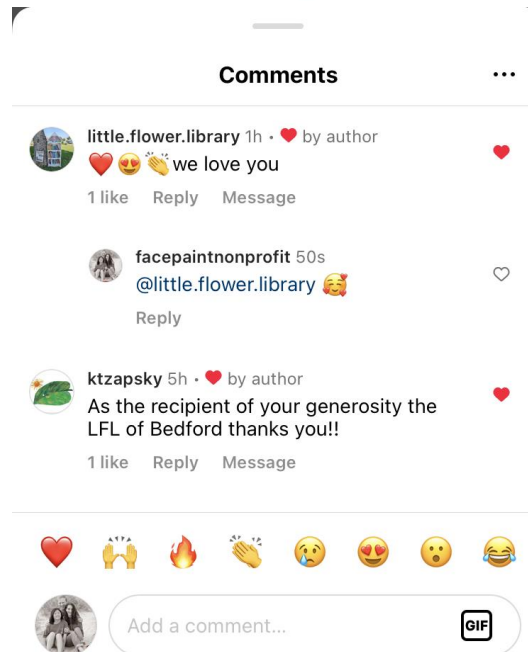 Comments
little.flower.library 1h • ❤️ by author
❤️😍👏we love you
1 like Reply Message
facepaintnonprofit 50s
@little.flower.library 🥰
Reply
ktzapsky 5h • ❤️ by author
As the recipient of your generosity the
LFL of Bedford thanks you!!
1 like Reply Message
❤️🙌🔥👏😢😍😮😂
Add a comment...
GIF